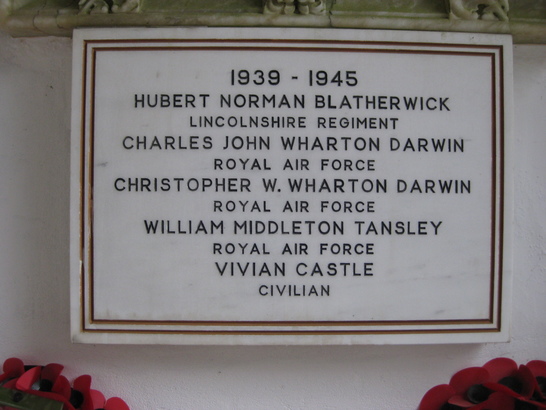 1939 - 1945
HUBERT NORMAN BLATHERWICK
LINCOLNSHIRE REGIMENT
CHARLES JOHN WHARTON DARWIN
ROYAL AIR FORCE
CHRISTOPHER W. WHARTON DARWIN
ROYAL AIR FORCE
WILLIAM MIDDLETON TANSLEY
ROYAL AIR FORCE
VIVIAN CASTLE
CIVILIAN